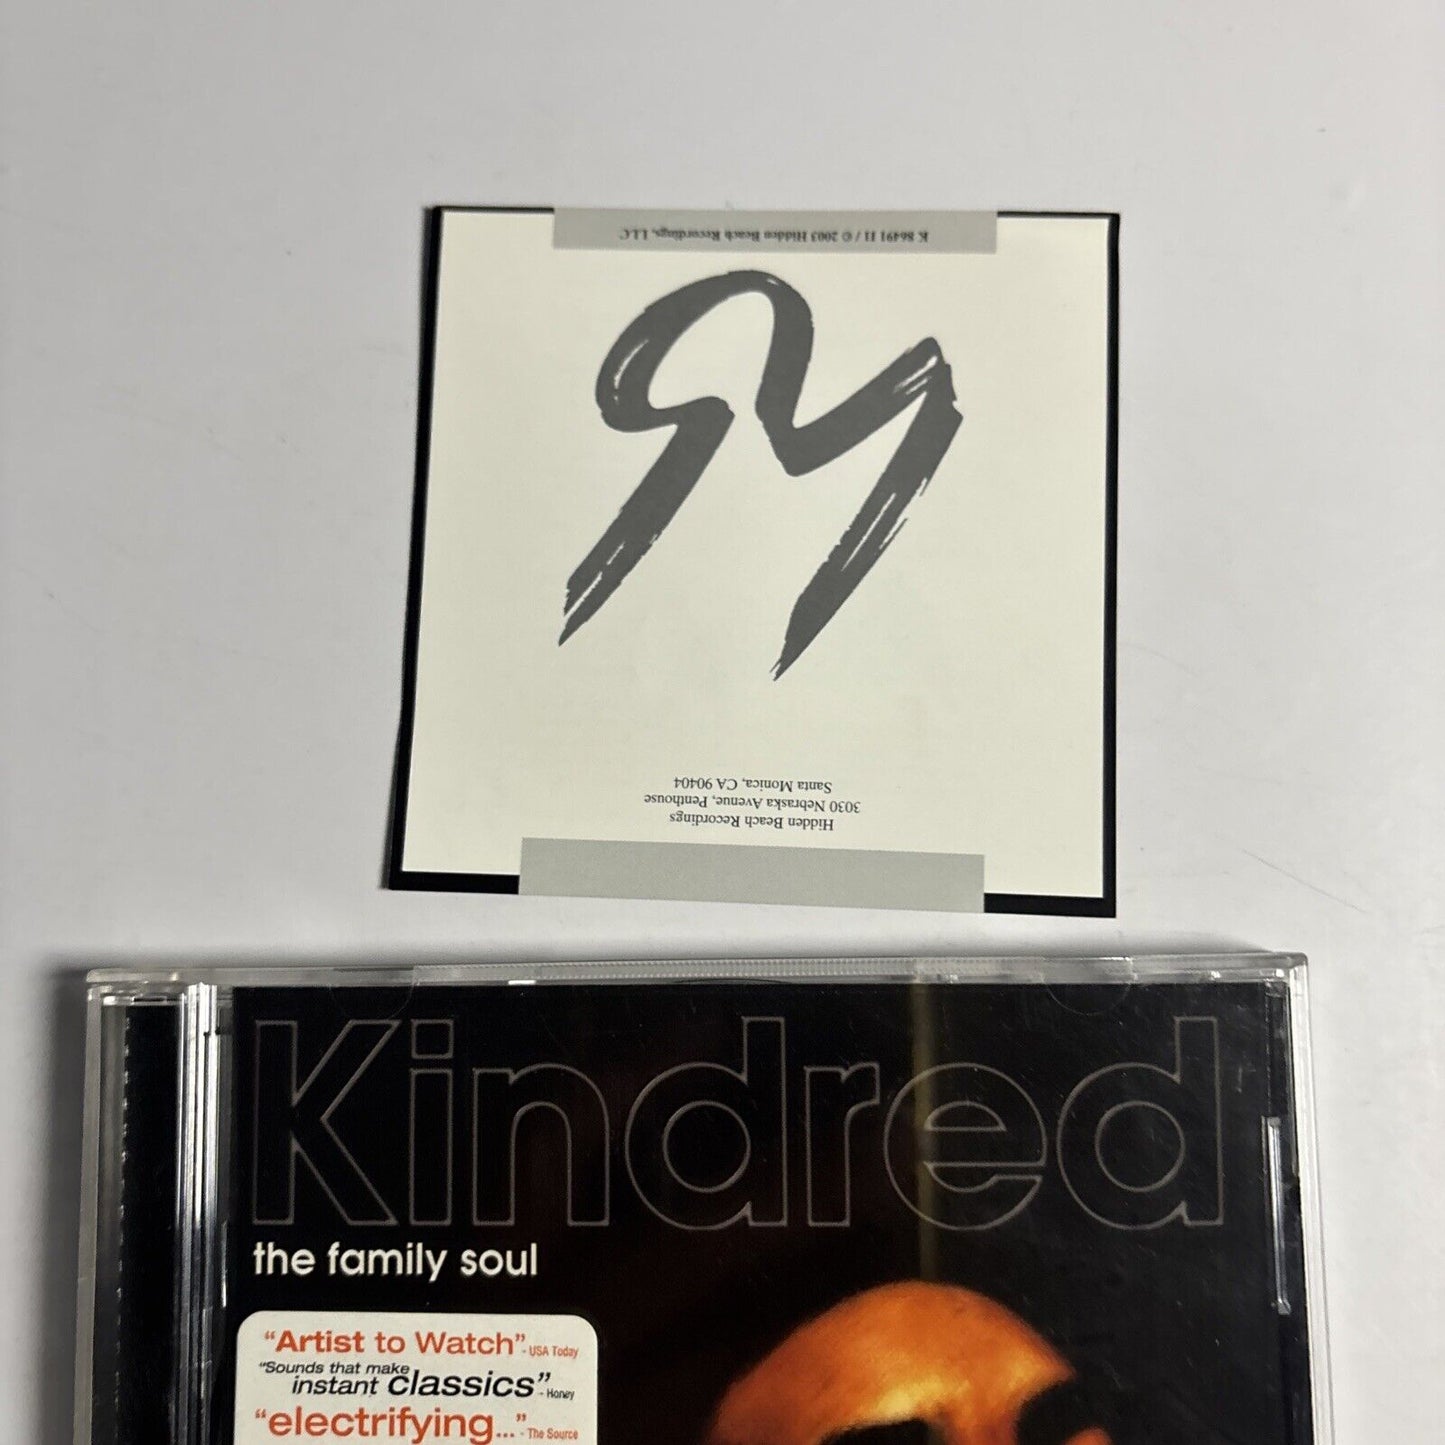 K 86491 J1 / © 2003 Hidden Beach Recordings, LLC
Hidden Beach Recordings
3030 Nebraska Avenue, Penthouse
Santa Monica, CA 90404
Kindred
the family soul
“Artist to Watch” - USA Today
“Sounds that make
instant classics” - Honey
“electrifying...” - The Source